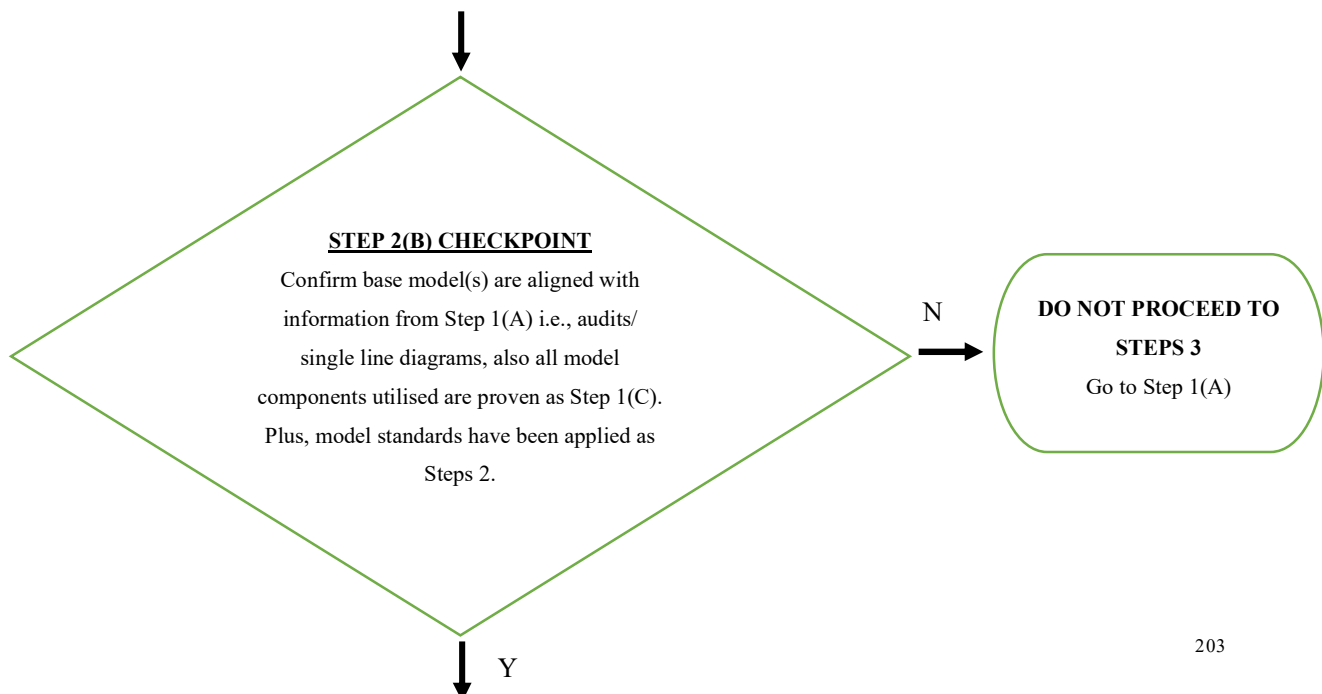 STEP 2(B) CHECKPOINT
Confirm base model(s) are aligned with
information from Step 1(A) i.e., audits/
single line diagrams, also all model
components utilised are proven as Step 1(C).
Plus, model standards have been applied as
Steps 2.
N
DO NOT PROCEED TO
STEPS 3
Go to Step 1(A)
Y
203